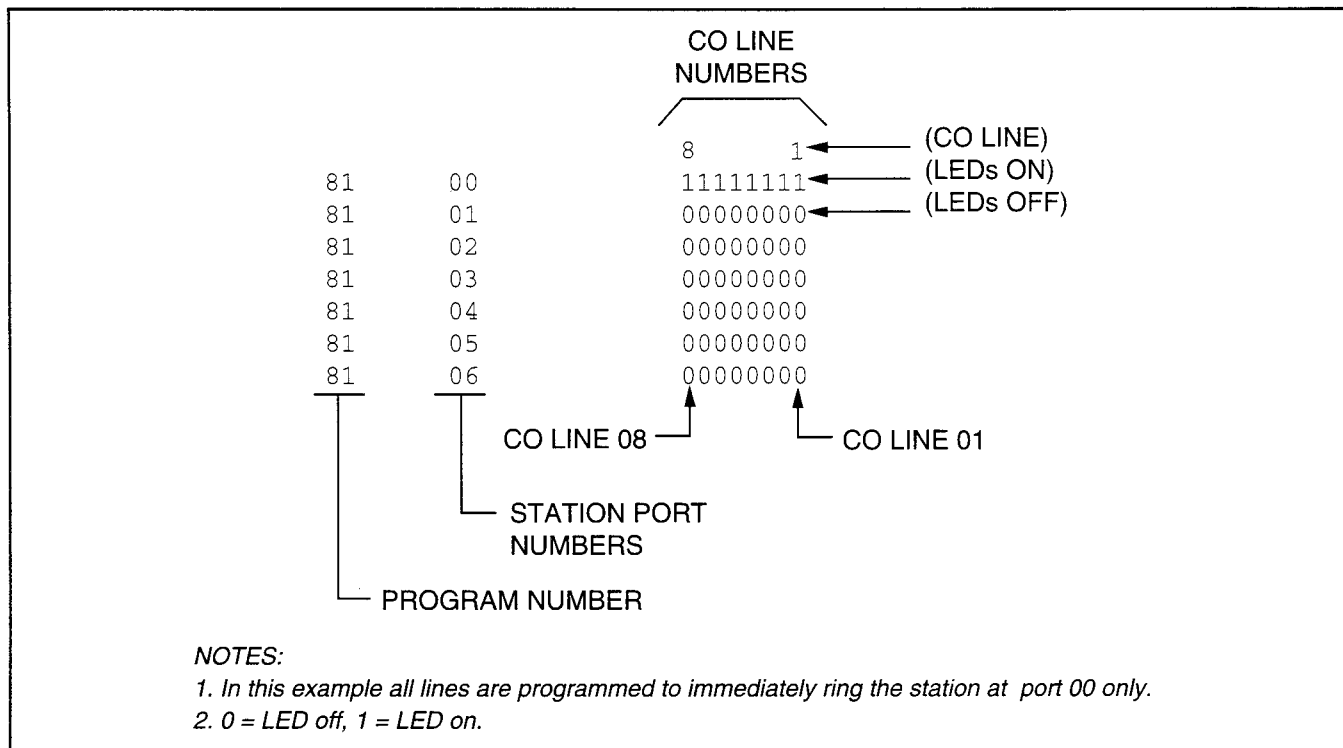 CO LINE
NUMBERS
8 1 (CO LINE)
81 00 11111111 (LEDs ON)
81 01 00000000 (LEDs OFF)
81 02 00000000
81 03 00000000
81 04 00000000
81 05 00000000
81 06 00000000
CO LINE 08 CO LINE 01
STATION PORT
NUMBERS
PROGRAM NUMBER
NOTES:
1. In this example all lines are programmed to immediately ring the station at port 00 only.
2. 0 = LED off, 1 = LED on.